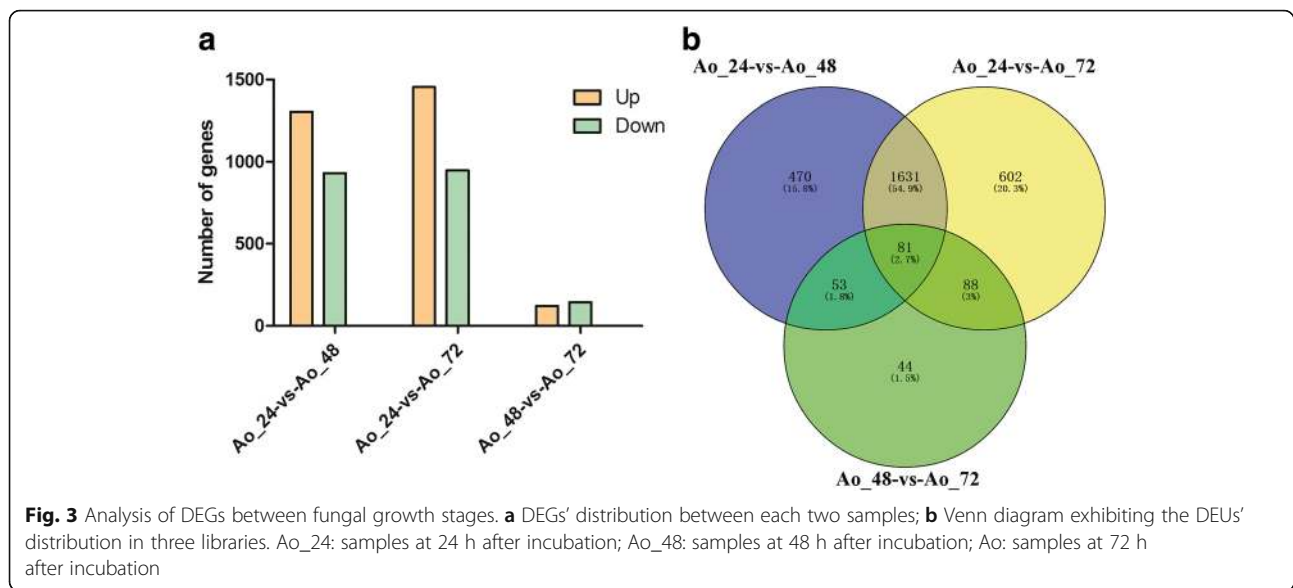 a
Number of genes
1500
1000
500
0
Up
Down
Ao_24-vs-Ao_48
Ao_24-vs-Ao_72
Ao_48-vs-Ao_72
b
Ao_24-vs-Ao_48
Ao_24-vs-Ao_72
470
(15.8%)
1631
(54.9%)
602
(20.3%)
81
(2.7%)
53
(1.8%)
88
(3%)
44
(1.5%)
Ao_48-vs-Ao_72
Fig. 3 Analysis of DEGs between fungal growth stages. a DEGs’ distribution between each two samples; b Venn diagram exhibiting the DEUs’
distribution in three libraries. Ao_24: samples at 24 h after incubation; Ao_48: samples at 48 h after incubation; Ao: samples at 72 h
after incubation